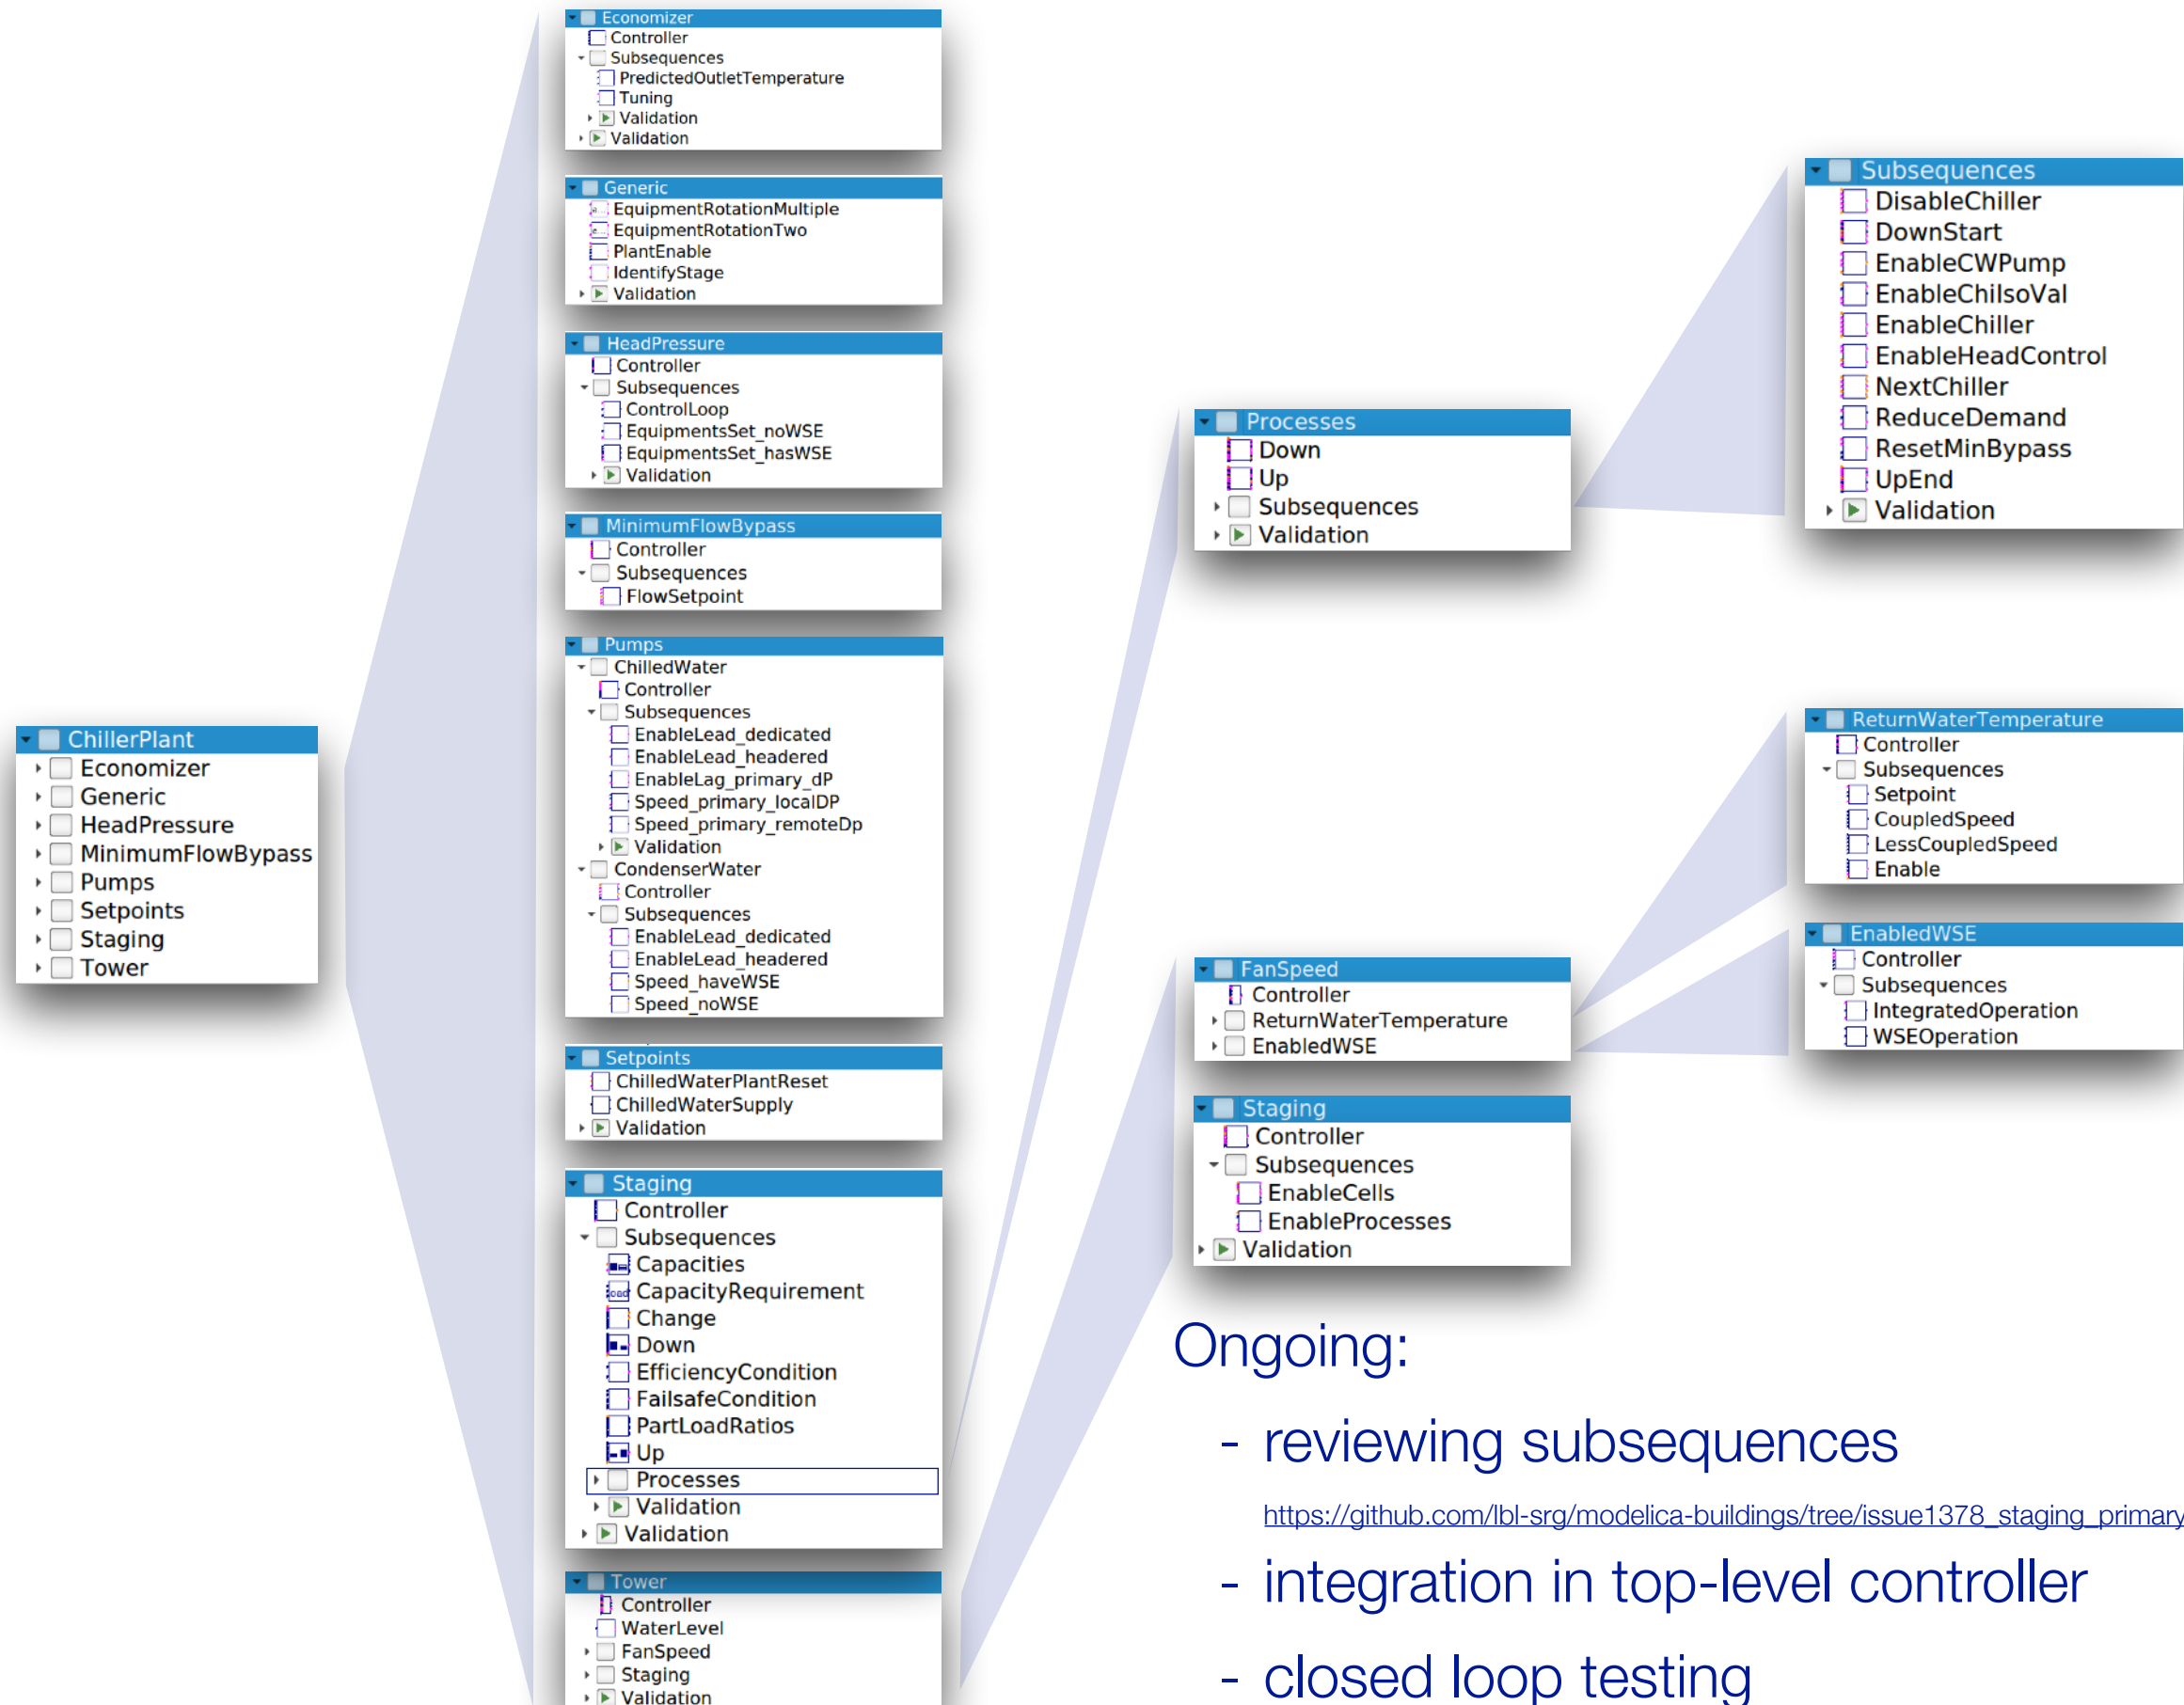 ChillerPlant
Economizer
Generic
HeadPressure
MinimumFlowBypass
Pumps
Setpoints
Staging
Tower
Economizer
Controller
Subsequences
PredictedOutletTemperature
Tuning
Validation
Validation
Generic
EquipmentRotationMultiple
EquipmentRotationTwo
PlantEnable
IdentifyStage
Validation
HeadPressure
Controller
Subsequences
ControlLoop
EquipmentsSet_noWSE
EquipmentsSet_hasWSE
Validation
MinimumFlowBypass
Controller
Subsequences
FlowSetpoint
Pumps
ChilledWater
Controller
Subsequences
EnableLead_dedicated
EnableLead_headered
EnableLag_primary_dP
Speed_primary_localDP
Speed_primary_remoteDp
Validation
CondenserWater
Controller
Subsequences
EnableLead_dedicated
EnableLead_headered
Speed_haveWSE
Speed_noWSE
Setpoints
ChilledWaterPlantReset
ChilledWaterSupply
Validation
Staging
Controller
Subsequences
Capacities
CapacityRequirement
Change
Down
EfficiencyCondition
FailsafeCondition
PartLoadRatios
Up
Processes
Validation
Validation
Tower
Controller
WaterLevel
FanSpeed
Staging
Validation
Processes
Down
Up
Subsequences
Validation
FanSpeed
Controller
ReturnWaterTemperature
EnabledWSE
Staging
Controller
Subsequences
EnableCells
EnableProcesses
Validation
Subsequences
DisableChiller
DownStart
EnableCWPump
EnableChiIsoVal
EnableChiller
EnableHeadControl
NextChiller
ReduceDemand
ResetMinBypass
UpEnd
Validation
ReturnWaterTemperature
Controller
Subsequences
Setpoint
CoupledSpeed
LessCoupledSpeed
Enable
EnabledWSE
Controller
Subsequences
IntegratedOperation
WSEOperation
Ongoing:
- reviewing subsequences
https://github.com/lbl-srg/modelica-buildings/tree/issue1378_staging_primary
- integration in top-level controller
- closed loop testing